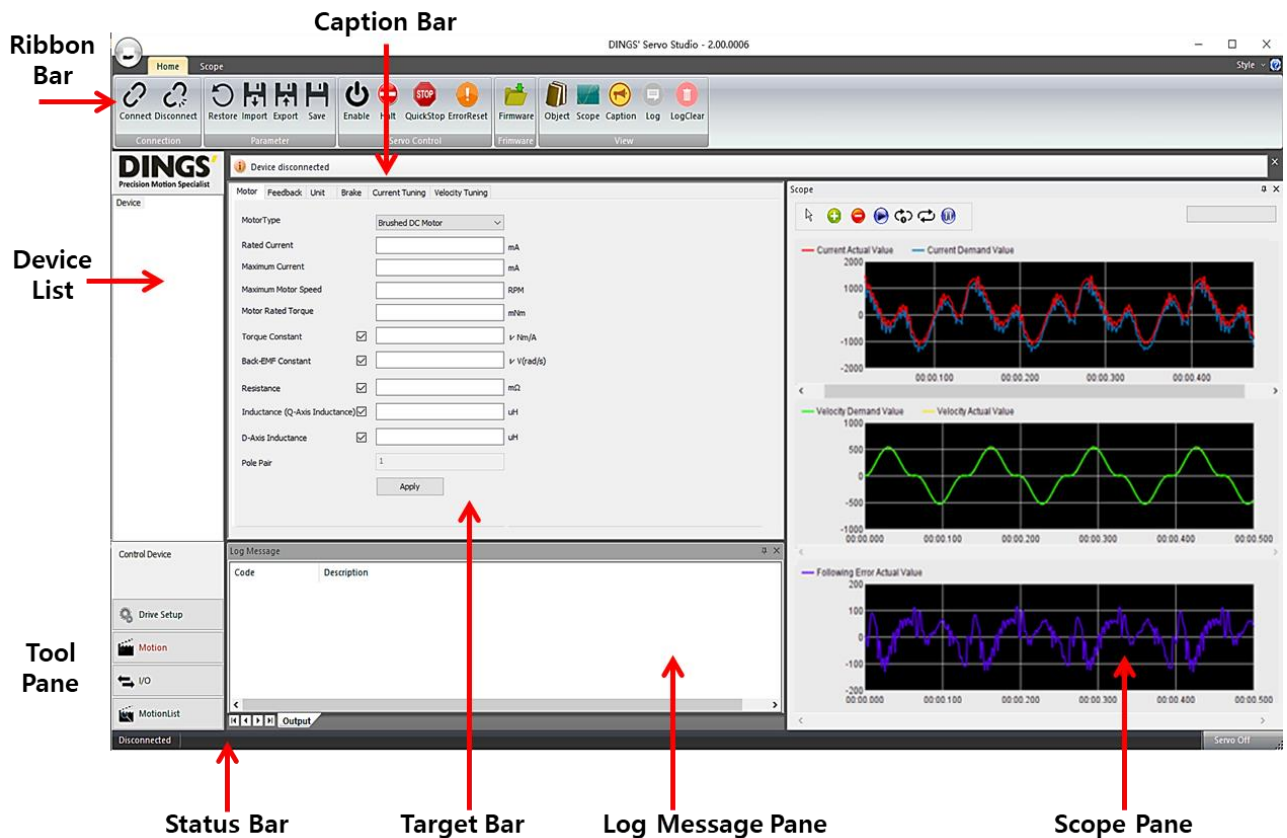 Caption Bar
Ribbon
Bar
DINGS' Servo Studio - 2.00.0006
Home Scope
Style
Connect Disconnect Restore Import Export Save Enable Halt QuickStop ErrorReset Firmware Object Scope Caption Log LogClear
Connection Parameter Servo Control Frimware View
DINGS'
Precision Motion Specialist
Device disconnected
Device
Motor Feedback Unit Brake Current Tuning Velocity Tuning
MotorType Brushed DC Motor
Rated Current mA
Maximum Current mA
Maximum Motor Speed RPM
Motor Rated Torque mNm
Torque Constant Nm/A
Back-EMF Constant V(rad/s)
Resistance mΩ
Inductance (Q-Axis Inductance) uH
D-Axis Inductance uH
Pole Pair 1
Apply
Device
List
Scope
Current Actual Value Current Demand Value
2000
1000
0
-1000
-2000
00:00.100 00:00.200 00:00.300 00:00.400
Velocity Demand Value Velocity Actual Value
1000
500
0
-500
-1000
00:00.000 00:00.100 00:00.200 00:00.300 00:00.400 00:00.500
Following Error Actual Value
200
100
0
-100
-200
00:00.000 00:00.100 00:00.200 00:00.300 00:00.400 00:00.500
Log Message
Code Description
Output
Control Device
Drive Setup
Motion
I/O
MotionList
Tool
Pane
Disconnected Servo Off
Status Bar Target Bar Log Message Pane Scope Pane